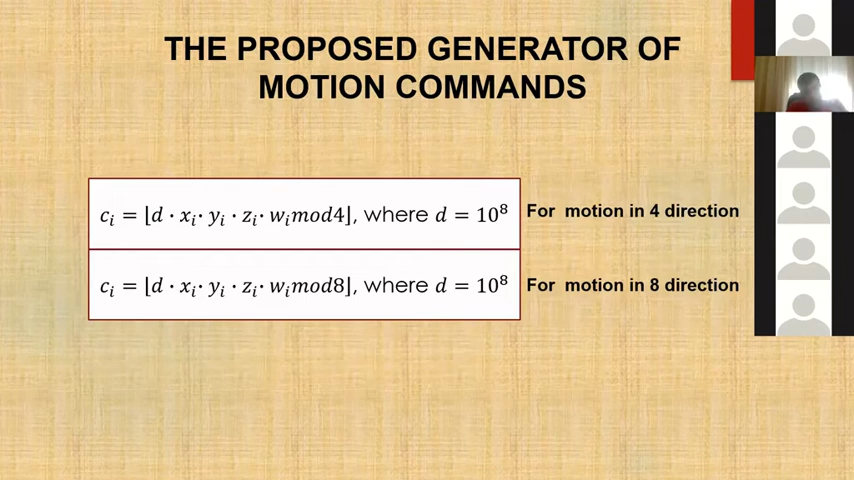 THE PROPOSED GENERATOR OF
MOTION COMMANDS
cᵢ = ⌊d · xᵢ· yᵢ · zᵢ· wᵢmod4⌋, where d = 10⁸
For motion in 4 direction
cᵢ = ⌊d · xᵢ· yᵢ · zᵢ· wᵢmod8⌋, where d = 10⁸
For motion in 8 direction